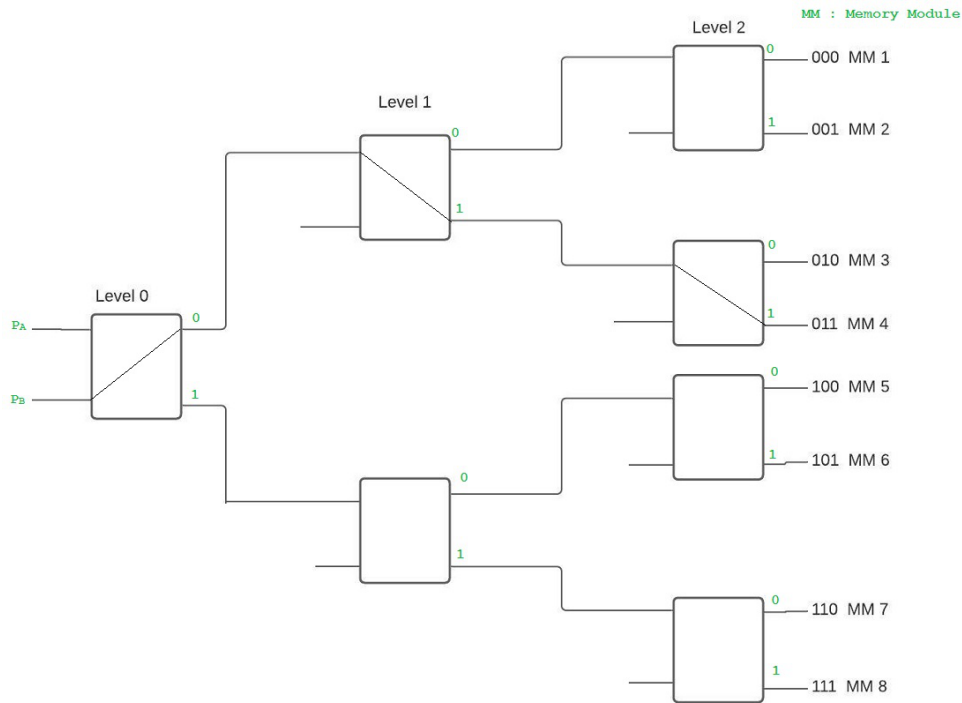 MM : Memory Module
Level 2
0
000 MM 1
Level 1
1
001 MM 2
0
1
0
010 MM 3
Level 0
1
011 MM 4
PA
0
0
100 MM 5
PB
1
1
101 MM 6
0
1
0
110 MM 7
1
111 MM 8